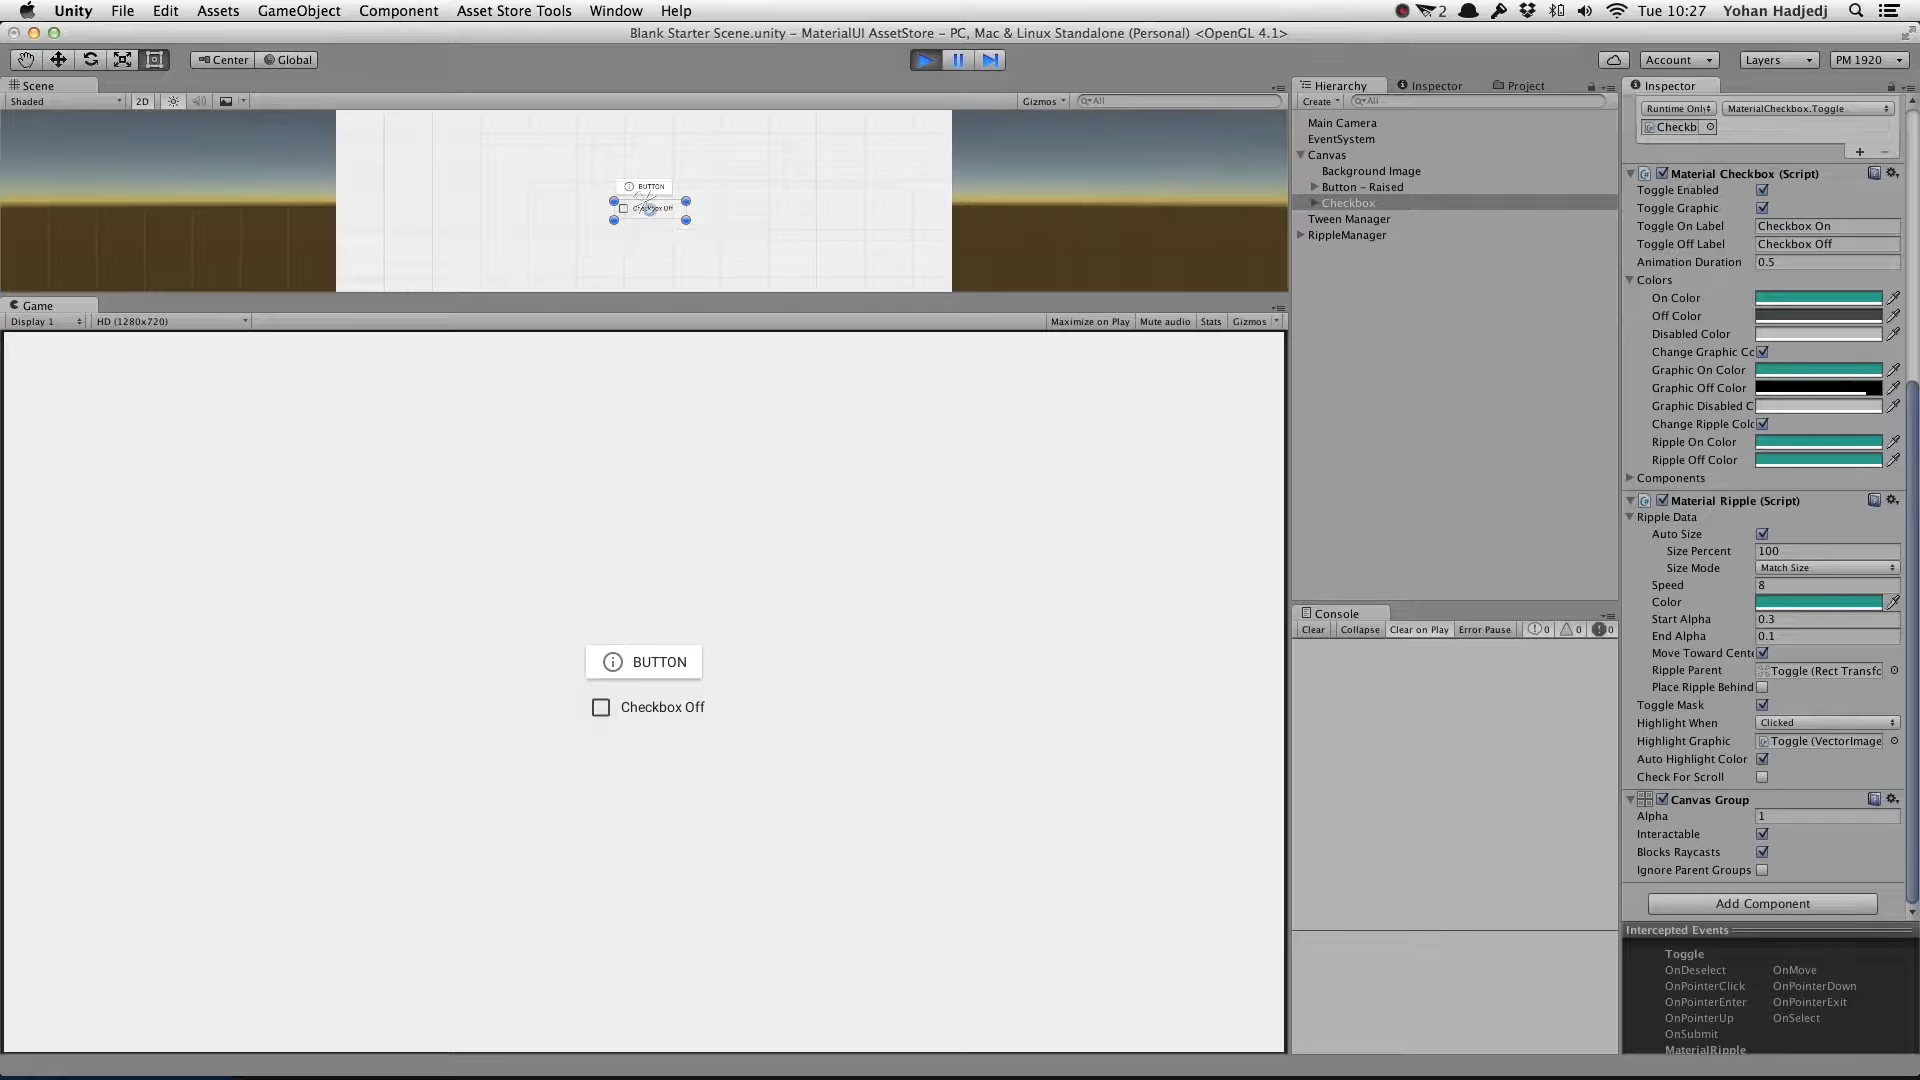 Unity File Edit Assets GameObject Component Asset Store Tools Window Help 2 Tue 10:27 Yohan Hadjedj
Blank Starter Scene.unity - MaterialUI AssetStore - PC, Mac & Linux Standalone (Personal) <OpenGL 4.1>
Center Global Account Layers PM 1920
Scene
Shaded 2D Gizmos All
BUTTON
Checkbox Off
Game
Display 1 HD (1280x720) Maximize on Play Mute audio Stats Gizmos
BUTTON
Checkbox Off
Hierarchy Inspector Project
Create All
Main Camera
EventSystem
Canvas
Background Image
Button - Raised
Checkbox
Tween Manager
RippleManager
Console
Clear Collapse Clear on Play Error Pause 0 0 0
Inspector
Runtime Only MaterialCheckbox.Toggle
Checkb
+ -
Material Checkbox (Script)
Toggle Enabled
Toggle Graphic
Toggle On Label Checkbox On
Toggle Off Label Checkbox Off
Animation Duration 0.5
Colors
On Color
Off Color
Disabled Color
Change Graphic Co
Graphic On Color
Graphic Off Color
Graphic Disabled C
Change Ripple Colo
Ripple On Color
Ripple Off Color
Components
Material Ripple (Script)
Ripple Data
Auto Size
Size Percent 100
Size Mode Match Size
Speed 8
Color
Start Alpha 0.3
End Alpha 0.1
Move Toward Cente
Ripple Parent Toggle (Rect Transfo
Place Ripple Behind
Toggle Mask
Highlight When Clicked
Highlight Graphic Toggle (VectorImage
Auto Highlight Color
Check For Scroll
Canvas Group
Alpha 1
Interactable
Blocks Raycasts
Ignore Parent Groups
Add Component
Intercepted Events
Toggle
OnDeselect OnMove
OnPointerClick OnPointerDown
OnPointerEnter OnPointerExit
OnPointerUp OnSelect
OnSubmit
MaterialRipple